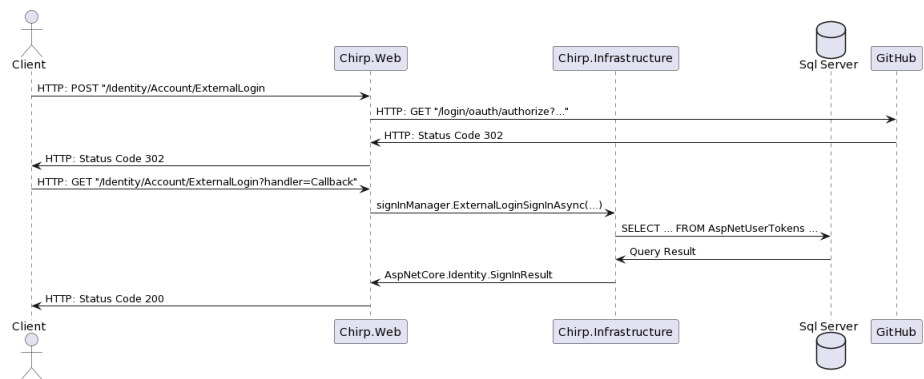 Client
Chirp.Web
Chirp.Infrastructure
Sql Server
GitHub
HTTP: POST "/Identity/Account/ExternalLogin
HTTP: GET "/login/oauth/authorize?..."
HTTP: Status Code 302
HTTP: Status Code 302
HTTP: GET "/Identity/Account/ExternalLogin?handler=Callback"
signInManager.ExternalLoginSignInAsync(...)
SELECT ... FROM AspNetUserTokens ...
Query Result
AspNetCore.Identity.SignInResult
HTTP: Status Code 200
Client
Chirp.Web
Chirp.Infrastructure
Sql Server
GitHub